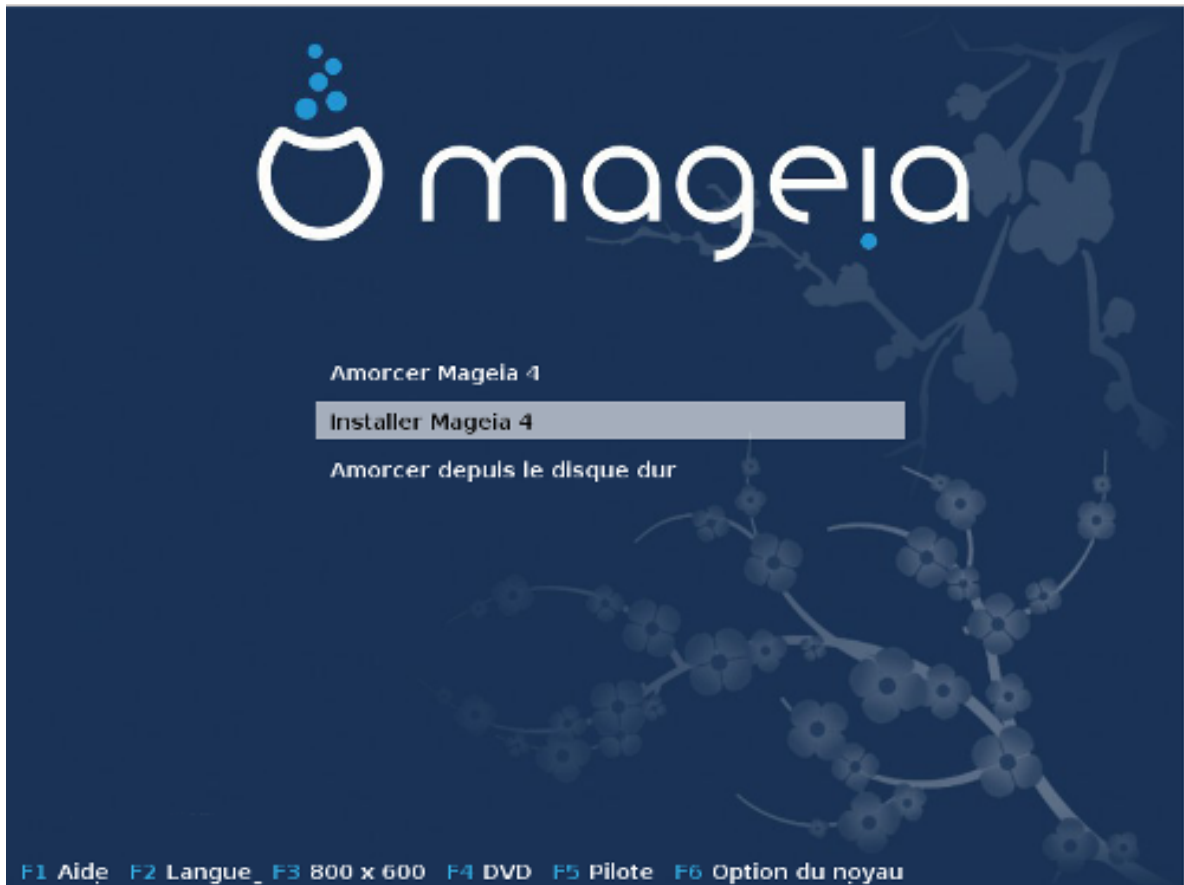 mageia
Amorcer Mageia 4
Installer Mageia 4
Amorcer depuis le disque dur
F1 Aide F2 Langue F3 800 x 600 F4 DVD F5 Pilote F6 Option du noyau